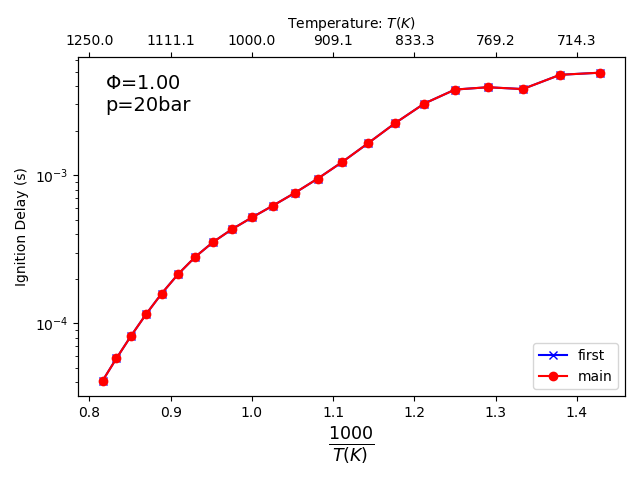 Temperature: T(K)
1250.0 1111.1 1000.0 909.1 833.3 769.2 714.3
Φ=1.00
p=20bar
Ignition Delay (s)
10⁻³
10⁻⁴
first
main
0.8 0.9 1.0 1.1 1.2 1.3 1.4
1000
T(K)